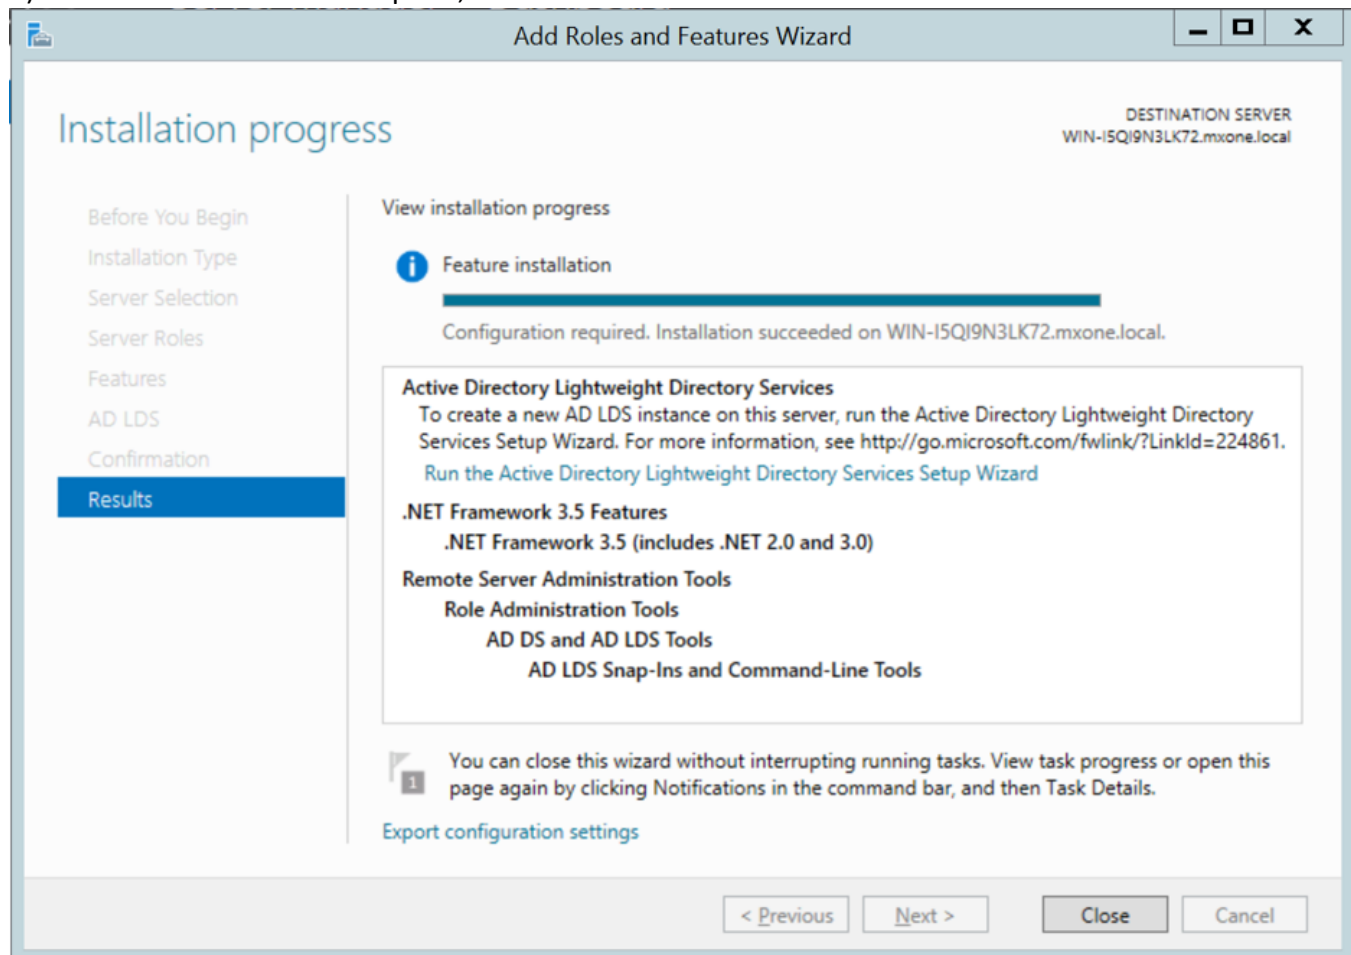 Add Roles and Features Wizard
Installation progress
DESTINATION SERVER
WIN-I5QJ9N3LK72.mxone.local
Before You Begin
Installation Type
Server Selection
Server Roles
Features
AD LDS
Confirmation
Results
View installation progress
Feature installation
Configuration required. Installation succeeded on WIN-I5QJ9N3LK72.mxone.local.
Active Directory Lightweight Directory Services
To create a new AD LDS instance on this server, run the Active Directory Lightweight Directory
Services Setup Wizard. For more information, see http://go.microsoft.com/fwlink/?LinkId=224861.
Run the Active Directory Lightweight Directory Services Setup Wizard
.NET Framework 3.5 Features
.NET Framework 3.5 (includes .NET 2.0 and 3.0)
Remote Server Administration Tools
Role Administration Tools
AD DS and AD LDS Tools
AD LDS Snap-Ins and Command-Line Tools
1
You can close this wizard without interrupting running tasks. View task progress or open this
page again by clicking Notifications in the command bar, and then Task Details.
Export configuration settings
< Previous
Next >
Close
Cancel